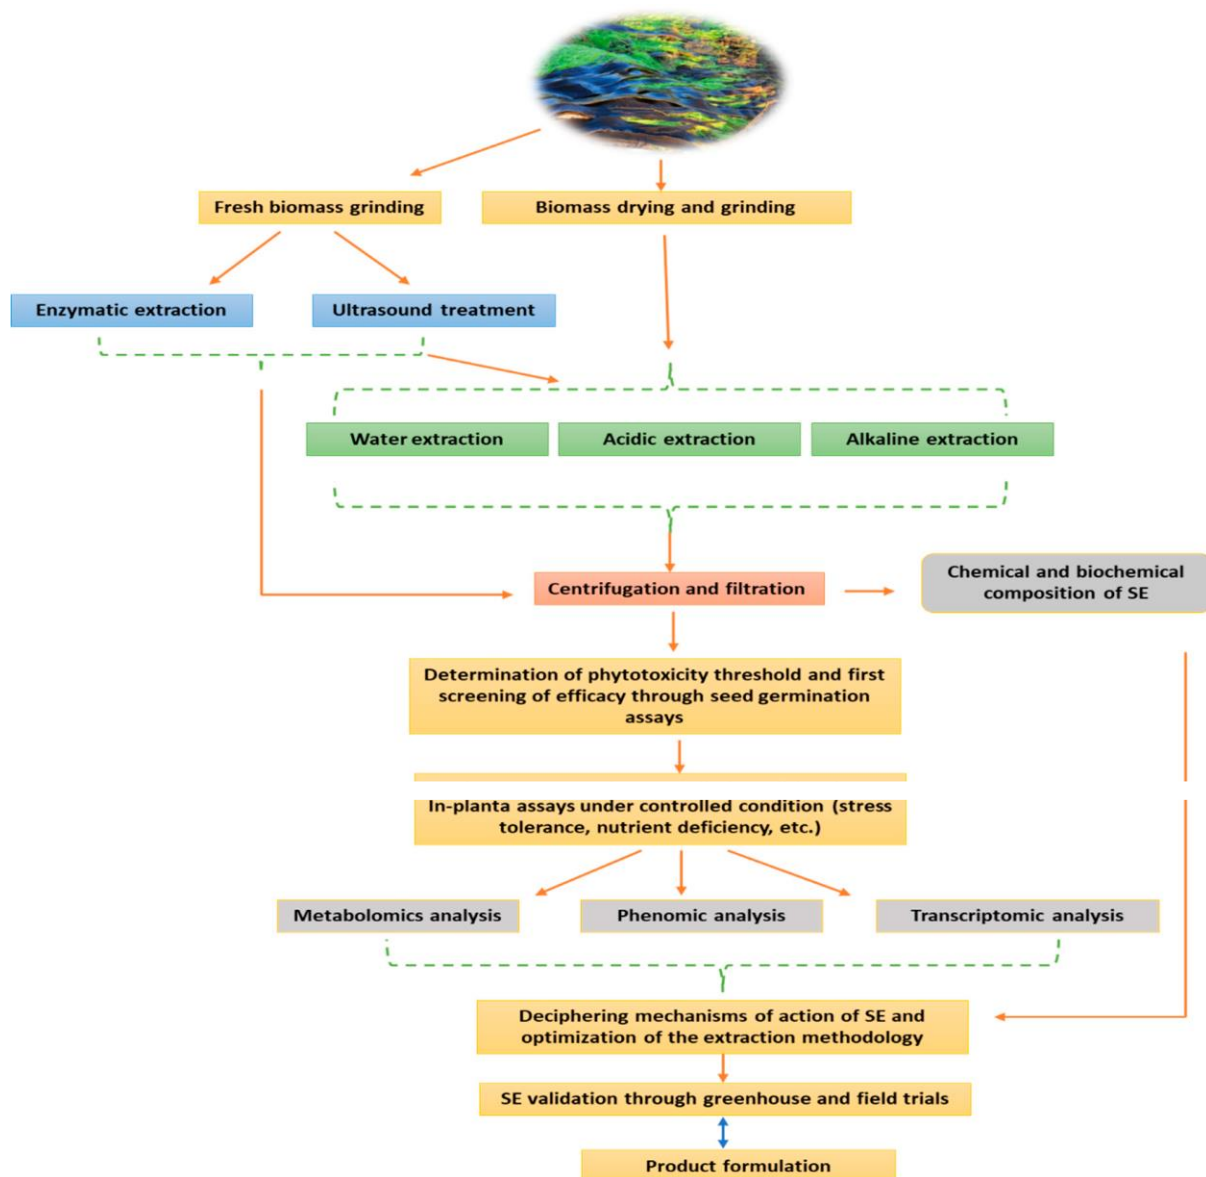 Fresh biomass grinding
Biomass drying and grinding
Enzymatic extraction
Ultrasound treatment
Water extraction
Acidic extraction
Alkaline extraction
Centrifugation and filtration
Chemical and biochemical
composition of SE
Determination of phytotoxicity threshold and first
screening of efficacy through seed germination
assays
In-planta assays under controlled condition (stress
tolerance, nutrient deficiency, etc.)
Metabolomics analysis
Phenomic analysis
Transcriptomic analysis
Deciphering mechanisms of action of SE and
optimization of the extraction methodology
SE validation through greenhouse and field trials
Product formulation